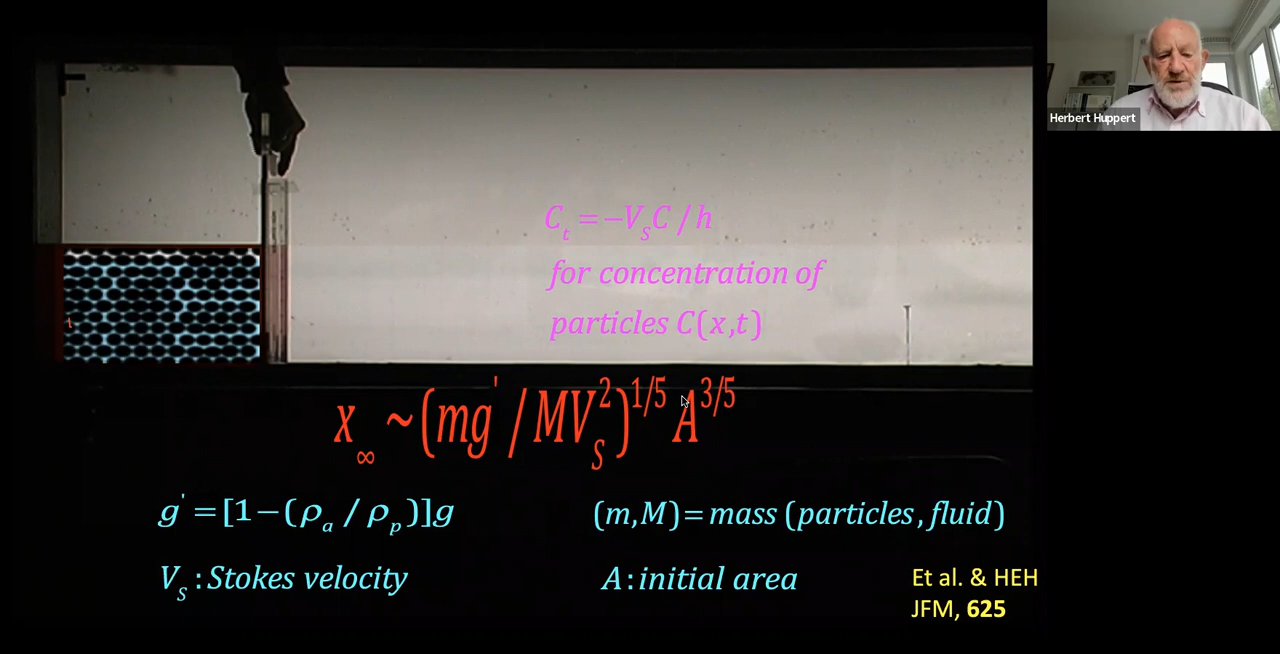 Herbert Huppert
C_t = −V_S C / h
for concentration of
particles C(x,t)
x_∞ ~ (mg' / MV_S^2)^{1/5} A^{3/5}
g' = [1−(ρ_a / ρ_p)]g
(m,M)= mass (particles, fluid)
V_S : Stokes velocity
A: initial area
Et al. & HEH
JFM, 625